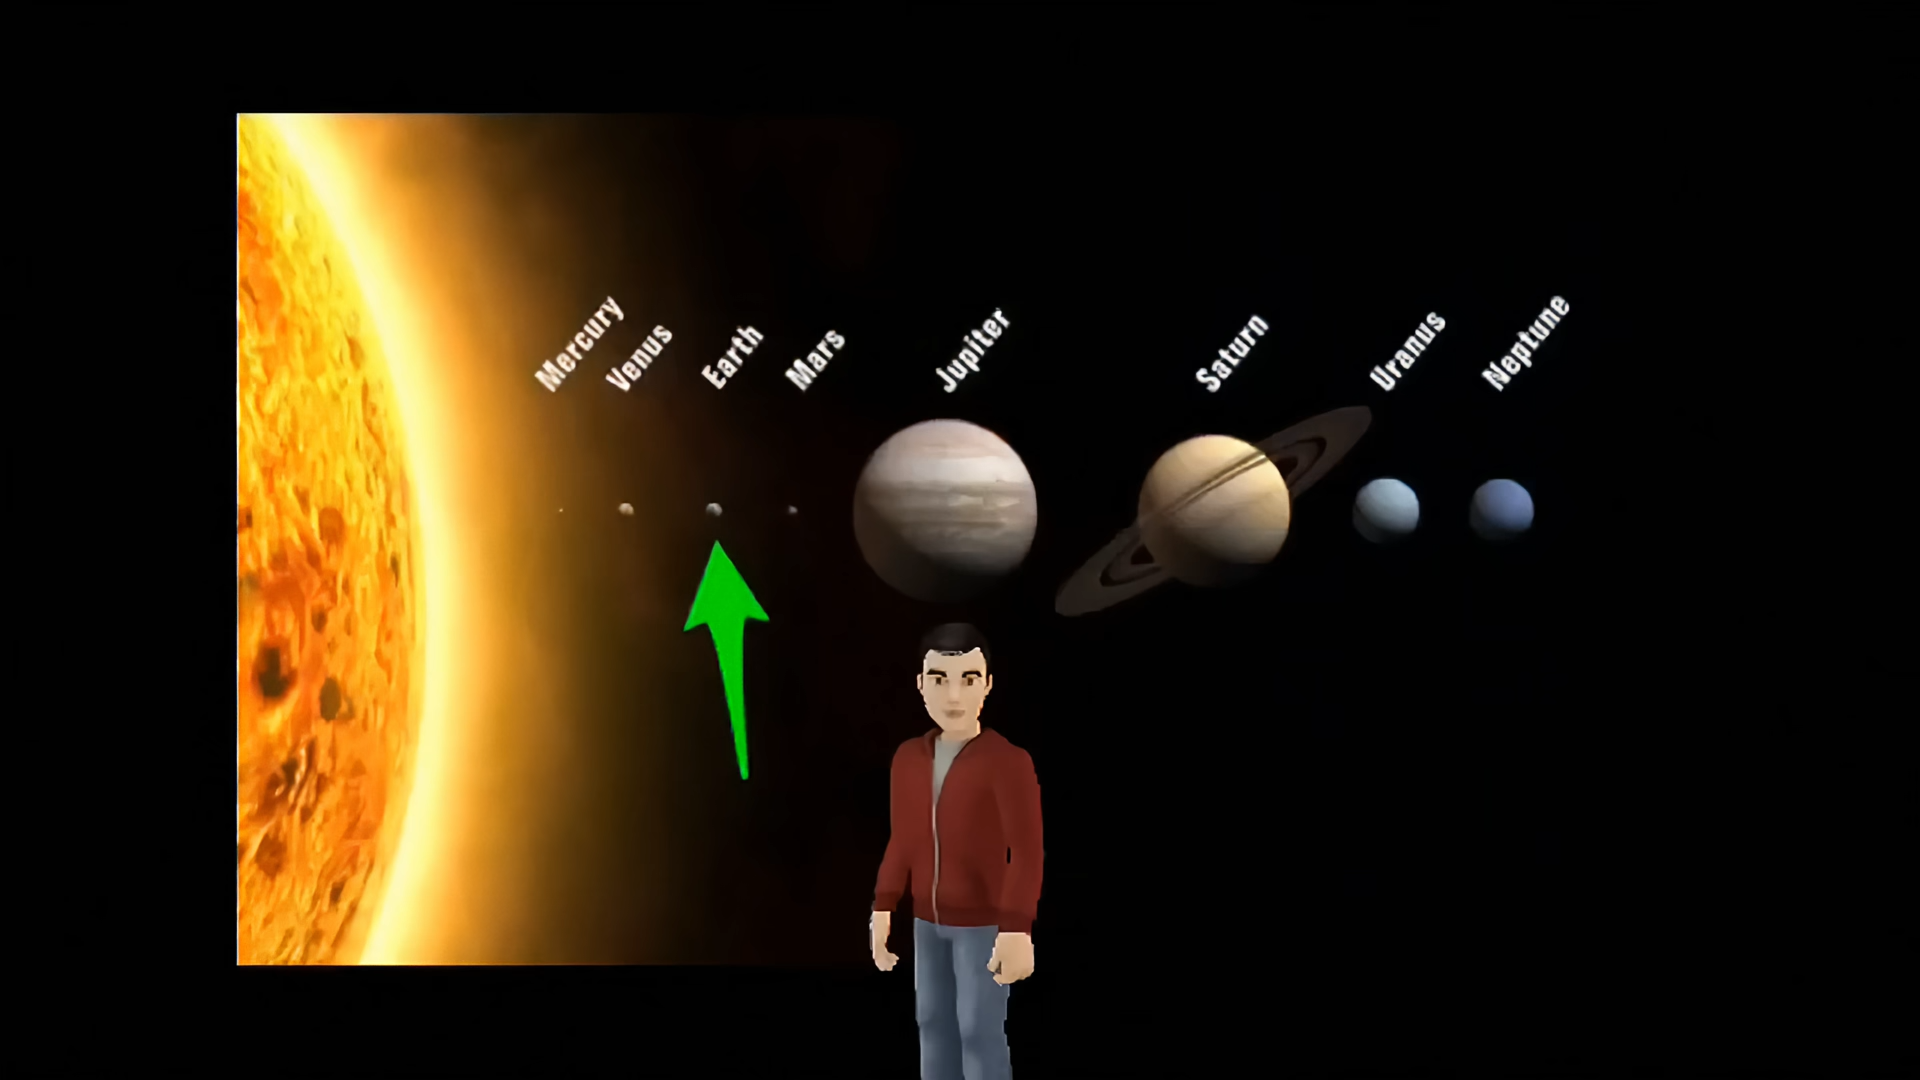 Mercury
Venus
Earth
Mars
Jupiter
Saturn
Uranus
Neptune